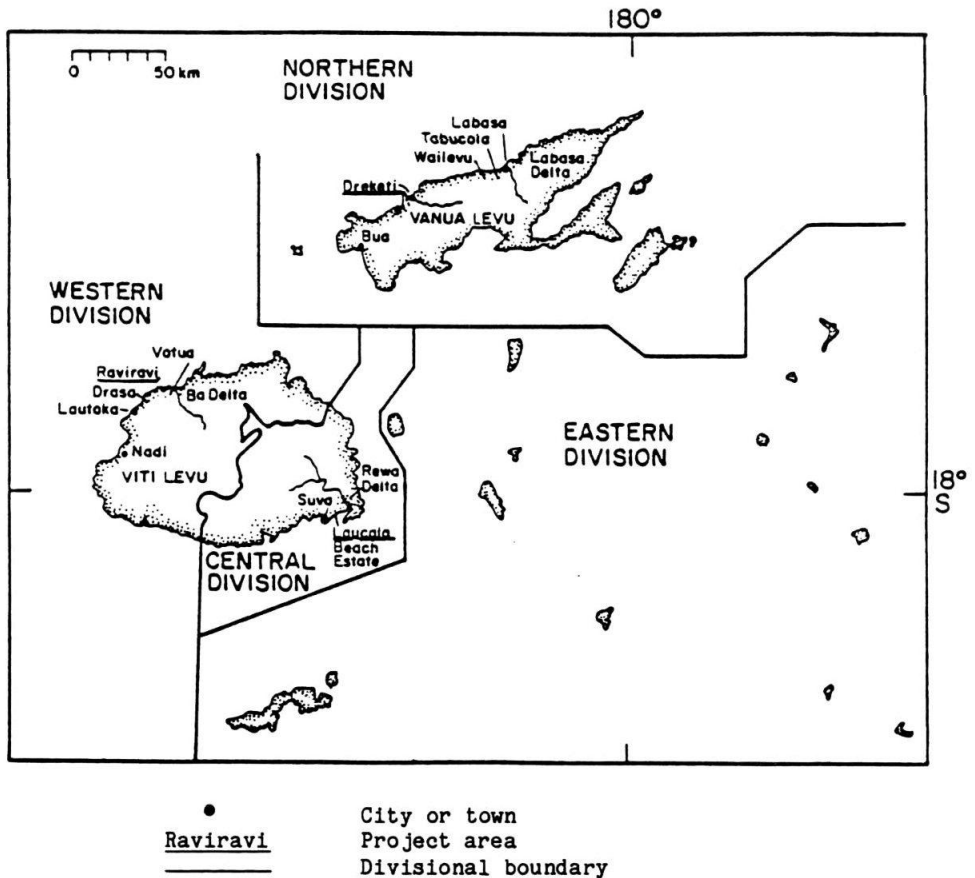 180°
0 50 km
NORTHERN
DIVISION
Labasa
Tabucola
Wailevu
Labasa
Delta
Dreketi
VANUA LEVU
Bua
WESTERN
DIVISION
Votua
Raviravi
Drasa
Ba Delta
Lautoka
Nadi
VITI LEVU
EASTERN
DIVISION
Rewa
Delta
Suva
18°
S
Laucala
Beach
Estate
CENTRAL
DIVISION
City or town
Raviravi Project area
Divisional boundary